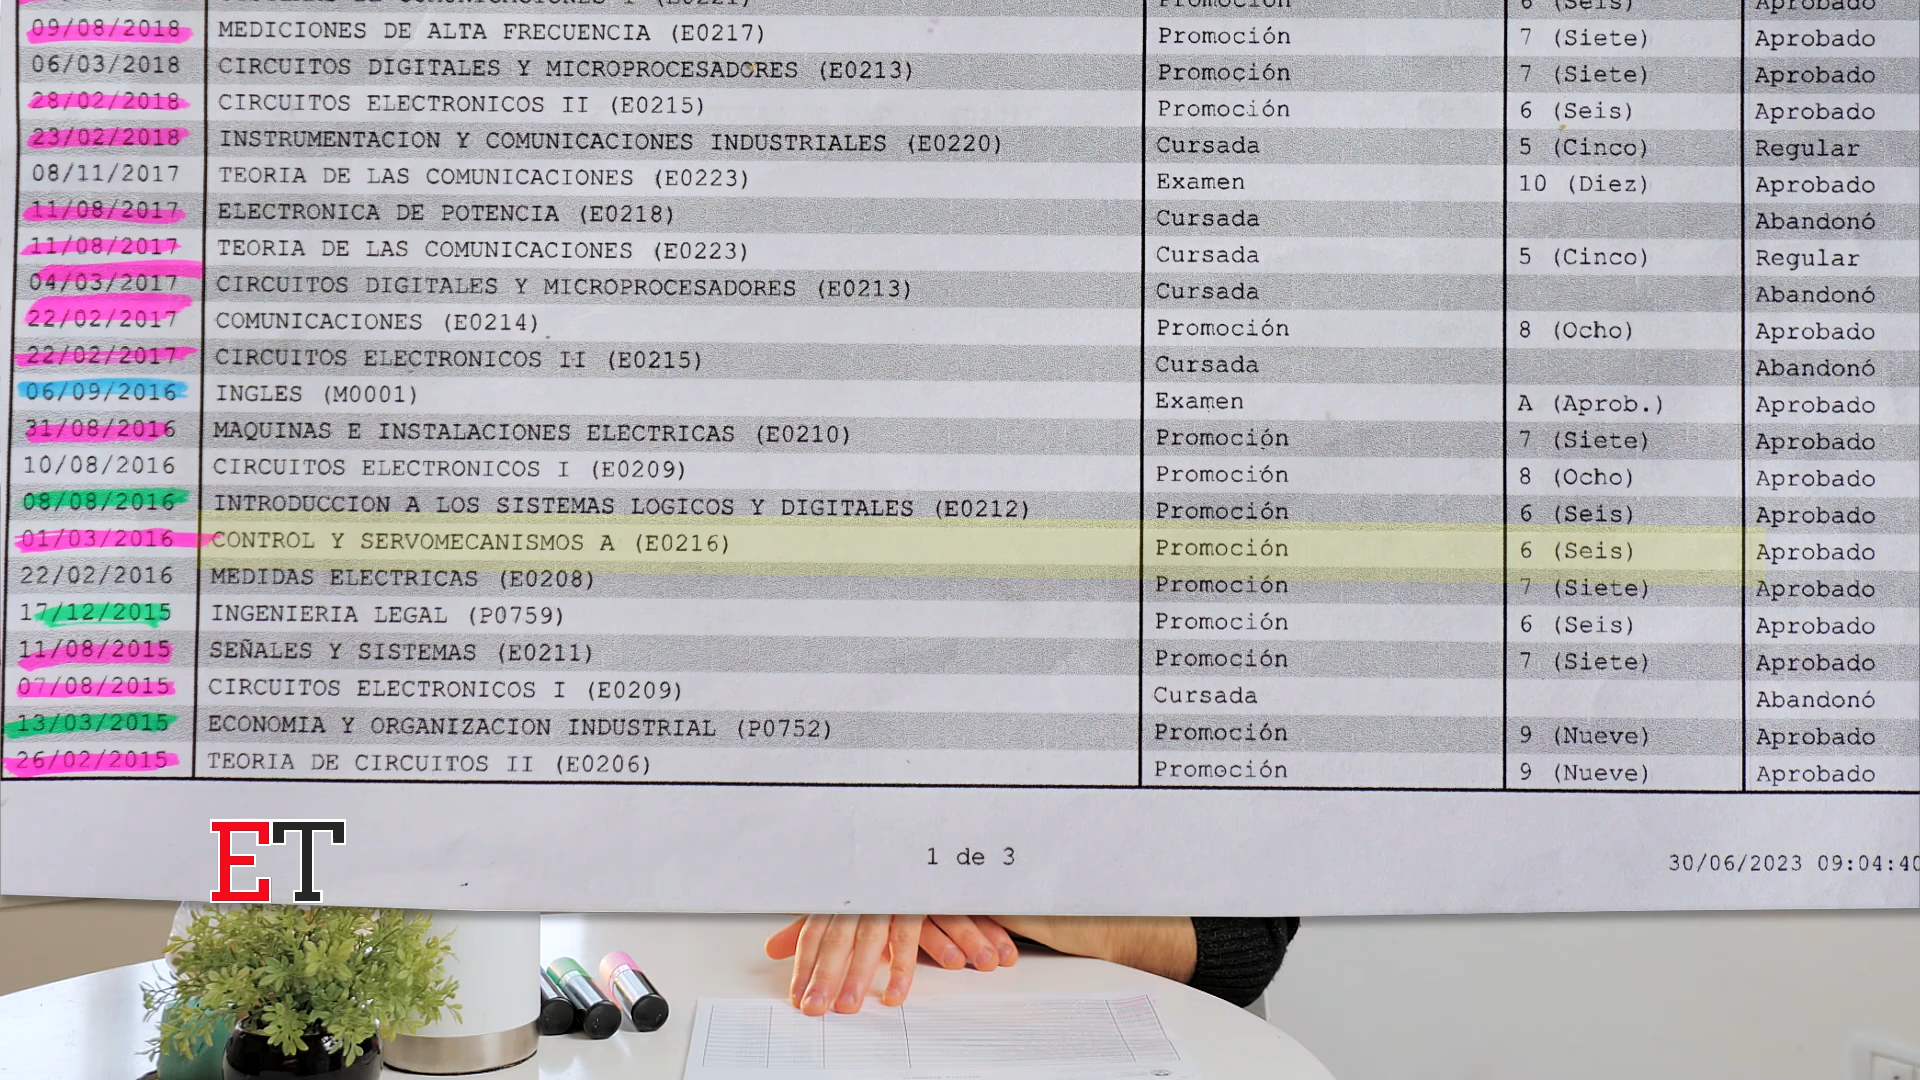 SISTEMAS DE COMUNICACIONES I (E0221) Promoción 6 (Seis) Aprobado
09/08/2018 MEDICIONES DE ALTA FRECUENCIA (E0217) Promoción 7 (Siete) Aprobado
06/03/2018 CIRCUITOS DIGITALES Y MICROPROCESADORES (E0213) Promoción 7 (Siete) Aprobado
28/02/2018 CIRCUITOS ELECTRONICOS II (E0215) Promoción 6 (Seis) Aprobado
23/02/2018 INSTRUMENTACION Y COMUNICACIONES INDUSTRIALES (E0220) Cursada 5 (Cinco) Regular
08/11/2017 TEORIA DE LAS COMUNICACIONES (E0223) Examen 10 (Diez) Aprobado
11/08/2017 ELECTRONICA DE POTENCIA (E0218) Cursada Abandonó
11/08/2017 TEORIA DE LAS COMUNICACIONES (E0223) Cursada 5 (Cinco) Regular
04/03/2017 CIRCUITOS DIGITALES Y MICROPROCESADORES (E0213) Cursada Abandonó
22/02/2017 COMUNICACIONES (E0214) Promoción 8 (Ocho) Aprobado
22/02/2017 CIRCUITOS ELECTRONICOS II (E0215) Cursada Abandonó
06/09/2016 INGLES (M0001) Examen A (Aprob.) Aprobado
31/08/2016 MAQUINAS E INSTALACIONES ELECTRICAS (E0210) Promoción 7 (Siete) Aprobado
10/08/2016 CIRCUITOS ELECTRONICOS I (E0209) Promoción 8 (Ocho) Aprobado
08/08/2016 INTRODUCCION A LOS SISTEMAS LOGICOS Y DIGITALES (E0212) Promoción 6 (Seis) Aprobado
01/03/2016 CONTROL Y SERVOMECANISMOS A (E0216) Promoción 6 (Seis) Aprobado
22/02/2016 MEDIDAS ELECTRICAS (E0208) Promoción 7 (Siete) Aprobado
17/12/2015 INGENIERIA LEGAL (P0759) Promoción 6 (Seis) Aprobado
11/08/2015 SEÑALES Y SISTEMAS (E0211) Promoción 7 (Siete) Aprobado
07/08/2015 CIRCUITOS ELECTRONICOS I (E0209) Cursada Abandonó
13/03/2015 ECONOMIA Y ORGANIZACION INDUSTRIAL (P0752) Promoción 9 (Nueve) Aprobado
26/02/2015 TEORIA DE CIRCUITOS II (E0206) Promoción 9 (Nueve) Aprobado
ET
1 de 3
30/06/2023 09:04:40